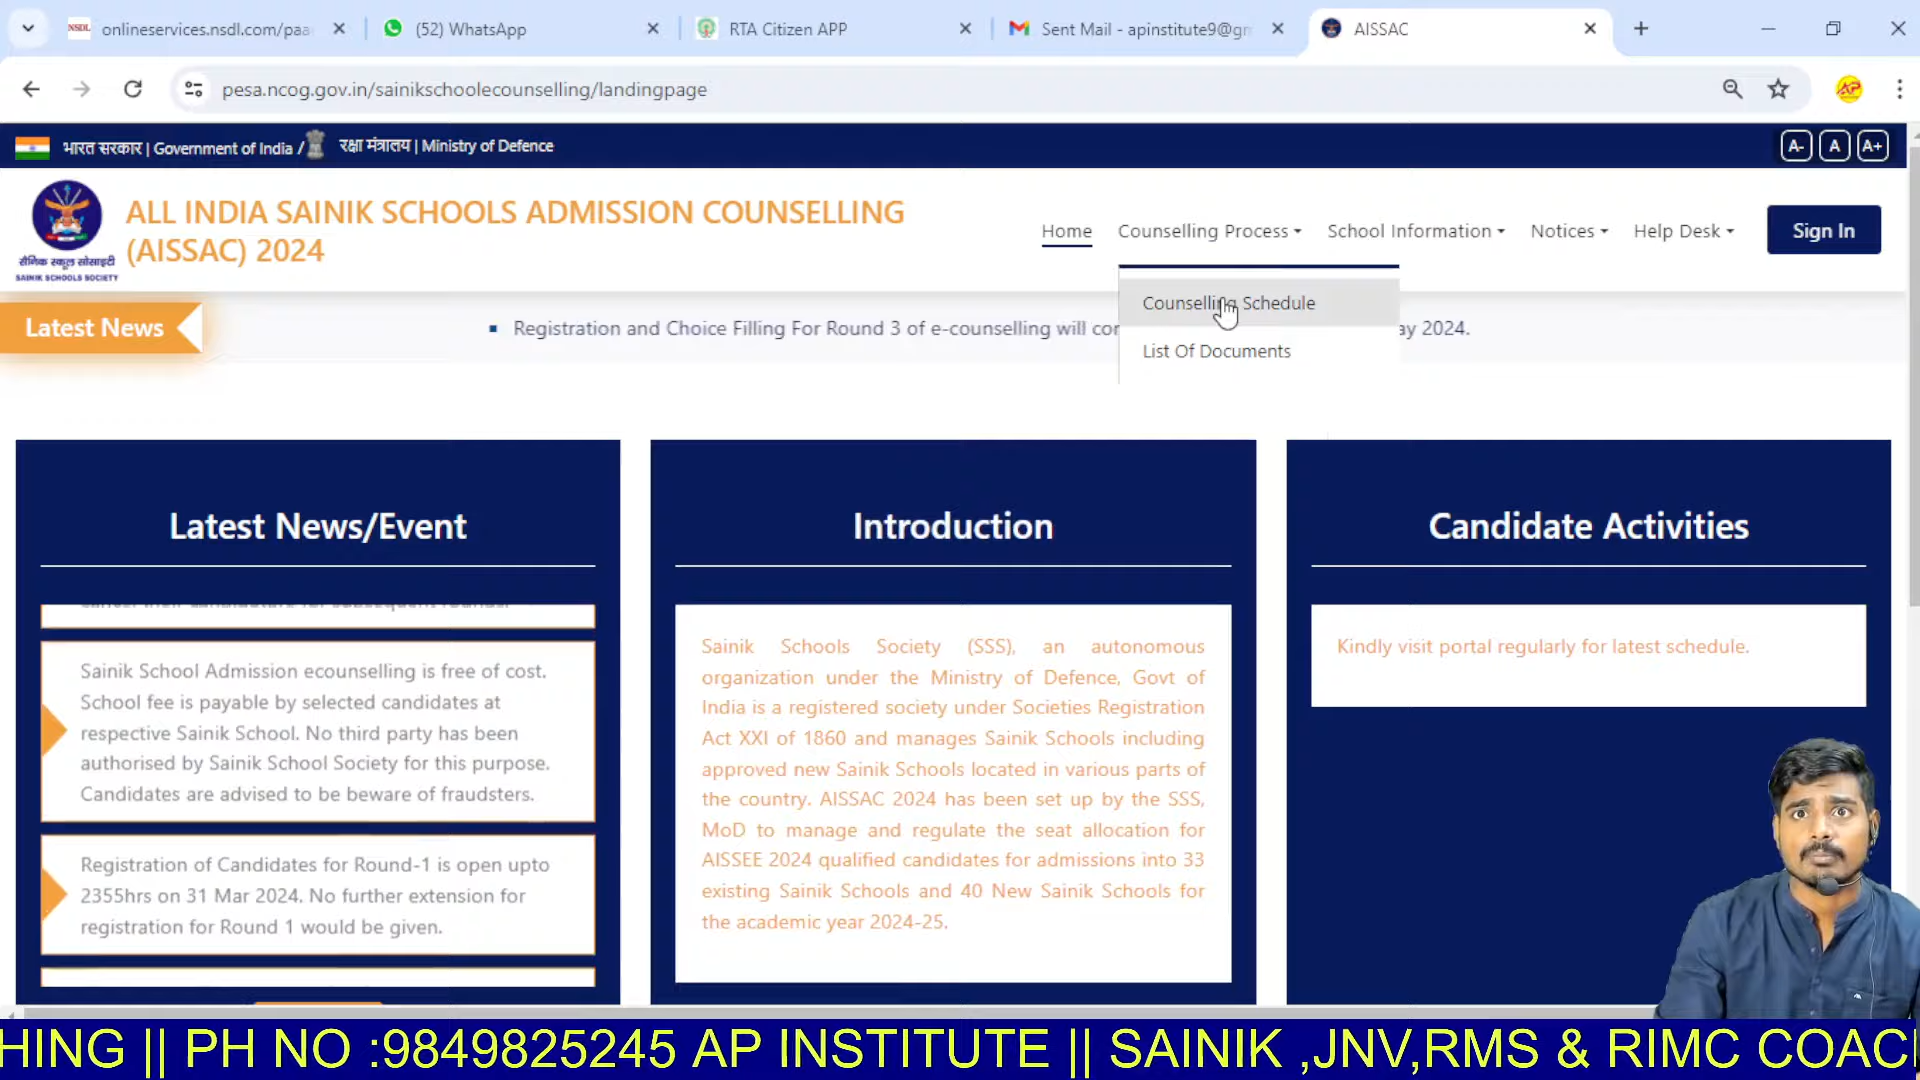 onlineservices.nsdl.com/paa
(52) WhatsApp
RTA Citizen APP
Sent Mail - apinstitute9@gm
AISSAC
pesa.ncog.gov.in/sainikschoolecounselling/landingpage
भारत सरकार | Government of India /
रक्षा मंत्रालय | Ministry of Defence
A-
A
A+
सैनिक स्कूल सोसाइटी
SAINIK SCHOOLS SOCIETY
ALL INDIA SAINIK SCHOOLS ADMISSION COUNSELLING
(AISSAC) 2024
Home
Counselling Process
School Information
Notices
Help Desk
Sign In
Counselling Schedule
List Of Documents
Latest News
Registration and Choice Filling For Round 3 of e-counselling will co
ay 2024.
Latest News/Event
Sainik School Admission ecounselling is free of cost.
School fee is payable by selected candidates at
respective Sainik School. No third party has been
authorised by Sainik School Society for this purpose.
Candidates are advised to be beware of fraudsters.
Registration of Candidates for Round-1 is open upto
2355hrs on 31 Mar 2024. No further extension for
registration for Round 1 would be given.
Introduction
Sainik Schools Society (SSS), an autonomous
organization under the Ministry of Defence, Govt of
India is a registered society under Societies Registration
Act XXI of 1860 and manages Sainik Schools including
approved new Sainik Schools located in various parts of
the country. AISSAC 2024 has been set up by the SSS,
MoD to manage and regulate the seat allocation for
AISSEE 2024 qualified candidates for admissions into 33
existing Sainik Schools and 40 New Sainik Schools for
the academic year 2024-25.
Candidate Activities
Kindly visit portal regularly for latest schedule.
HING || PH NO :9849825245 AP INSTITUTE || SAINIK ,JNV,RMS & RIMC COAC